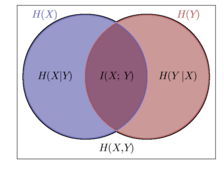 H(X) H(Y)
H(X|Y) I(X; Y) H(Y |X)
H(X,Y)